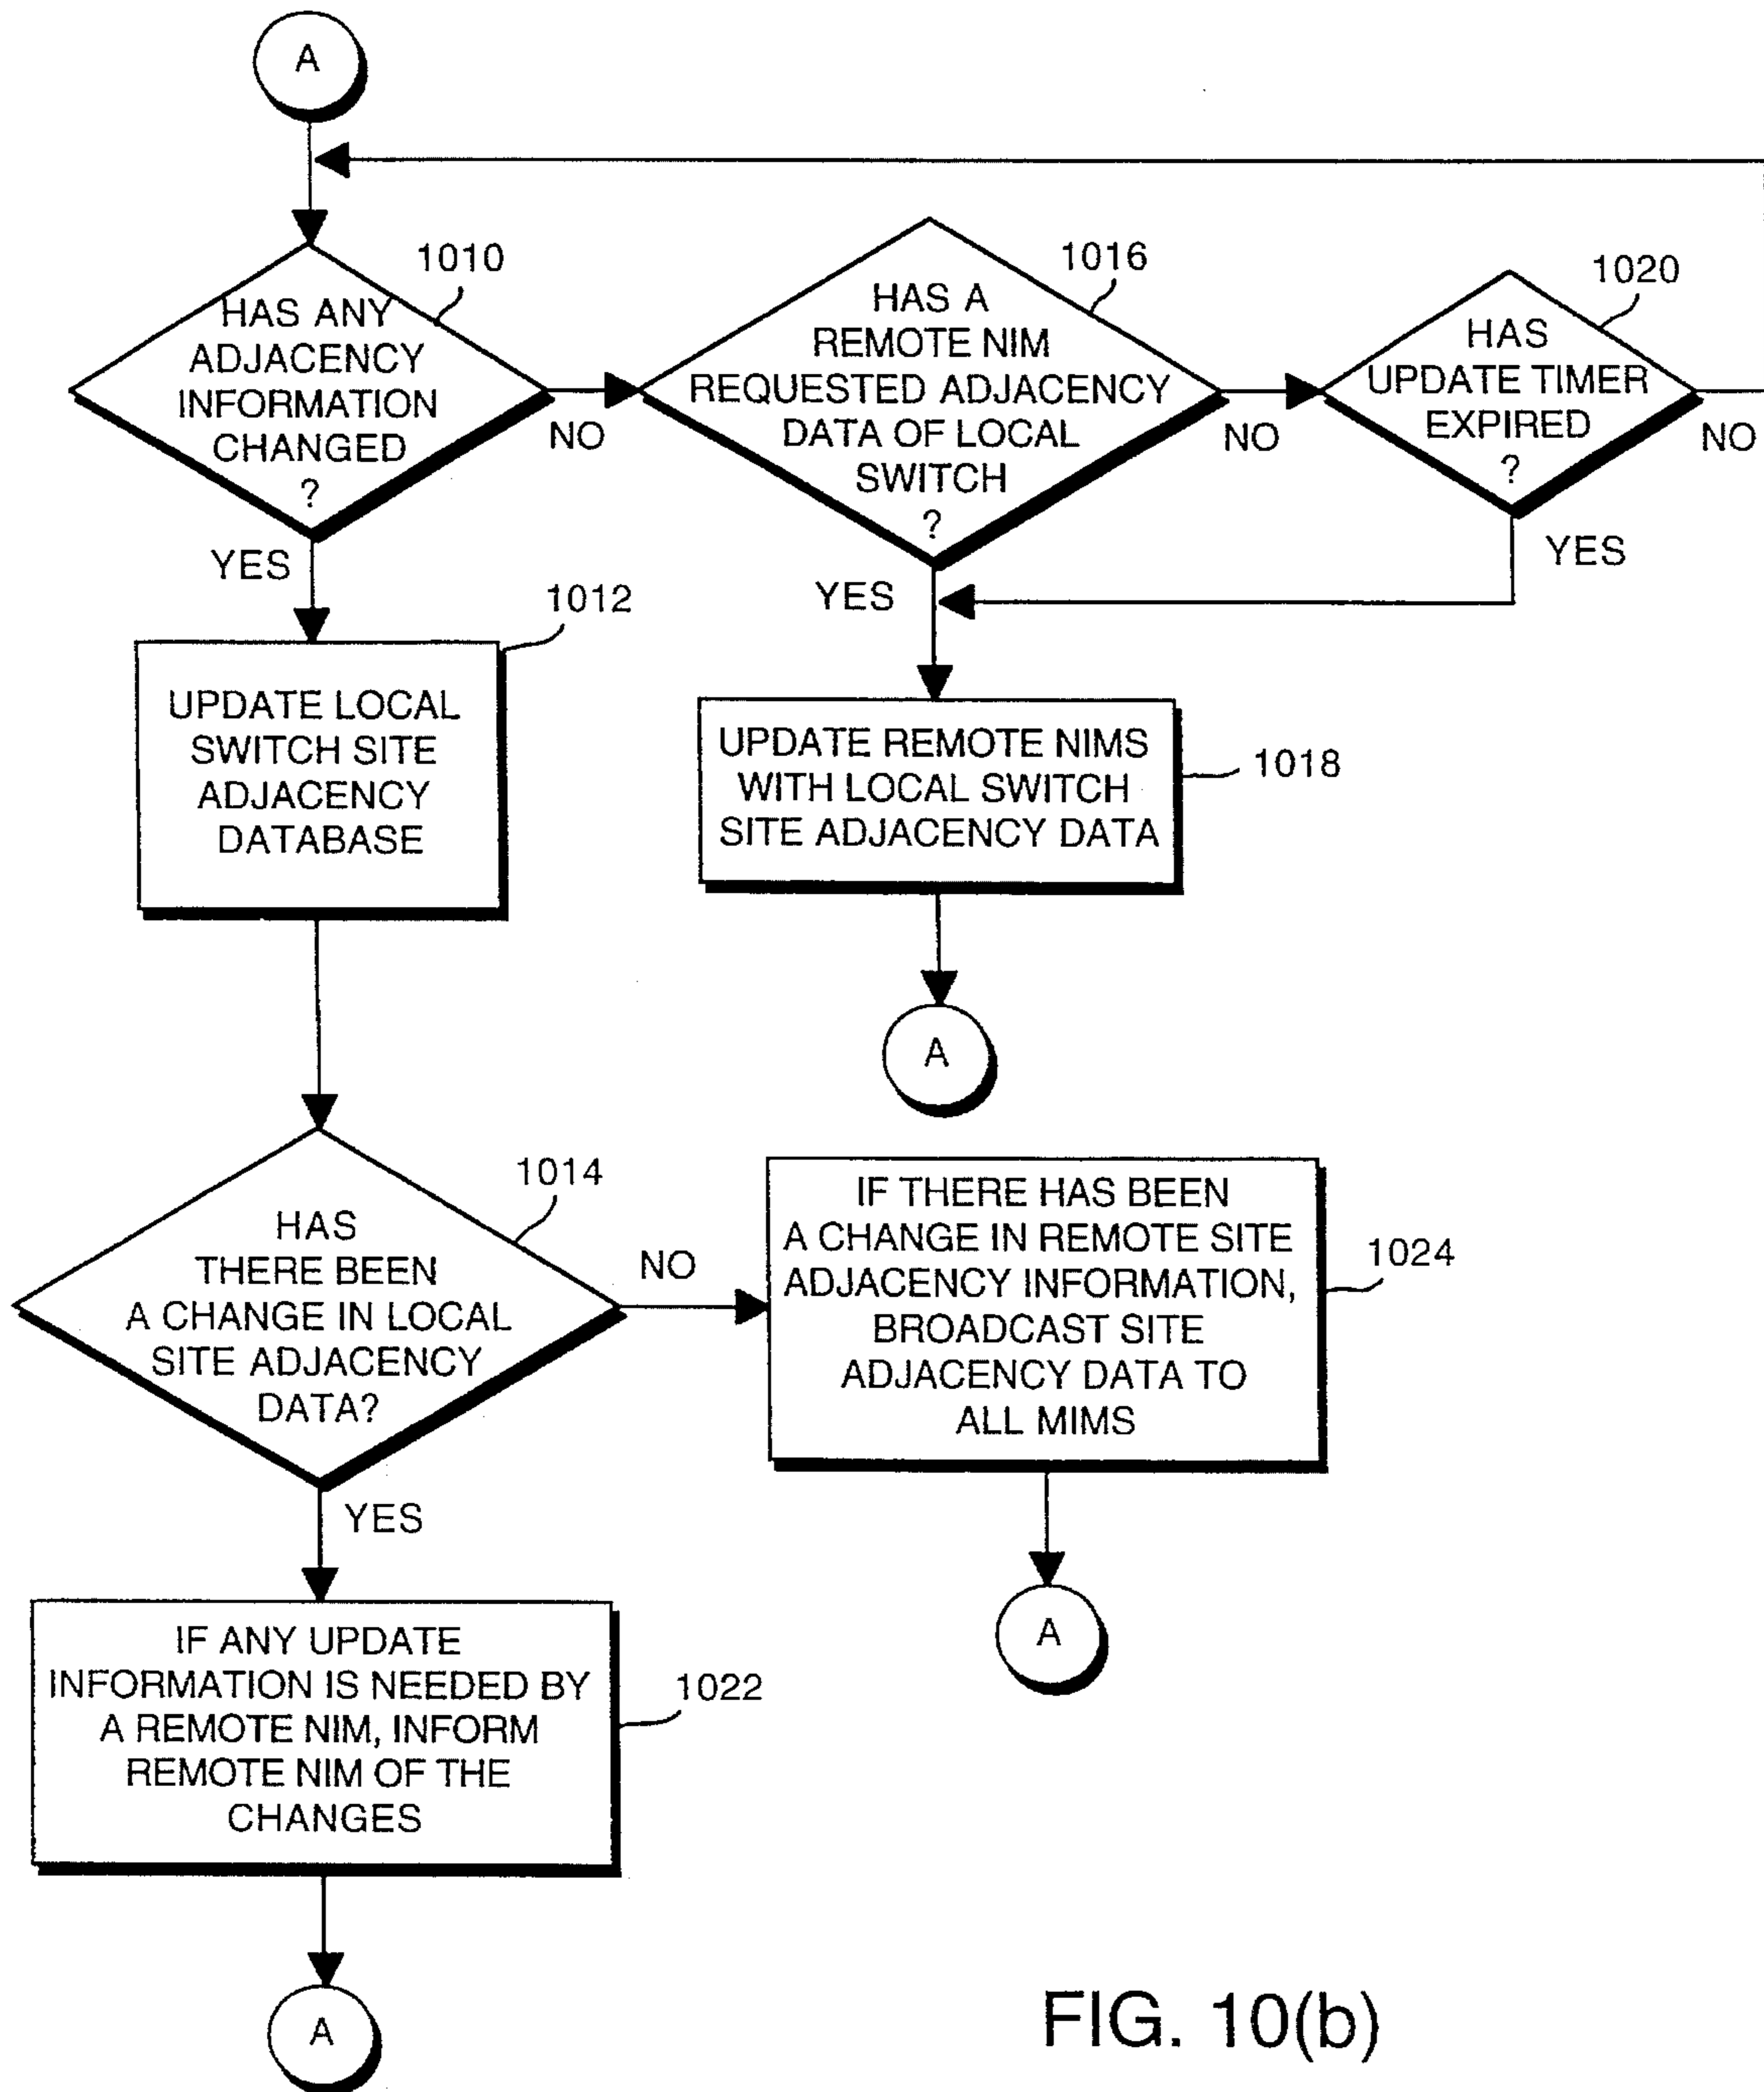 A
1010
HAS ANY
ADJACENCY
INFORMATION
CHANGED
?
NO
YES
1016
HAS A
REMOTE NIM
REQUESTED ADJACENCY
DATA OF LOCAL
SWITCH
?
NO
YES
1020
HAS
UPDATE TIMER
EXPIRED
?
NO
YES
1012
UPDATE LOCAL
SWITCH SITE
ADJACENCY
DATABASE
UPDATE REMOTE NIMS
WITH LOCAL SWITCH
SITE ADJACENCY DATA
1018
A
1014
HAS
THERE BEEN
A CHANGE IN LOCAL
SITE ADJACENCY
DATA?
NO
YES
IF THERE HAS BEEN
A CHANGE IN REMOTE SITE
ADJACENCY INFORMATION,
BROADCAST SITE
ADJACENCY DATA TO
ALL MIMS
1024
A
IF ANY UPDATE
INFORMATION IS NEEDED BY
A REMOTE NIM, INFORM
REMOTE NIM OF THE
CHANGES
1022
A
FIG. 10(b)